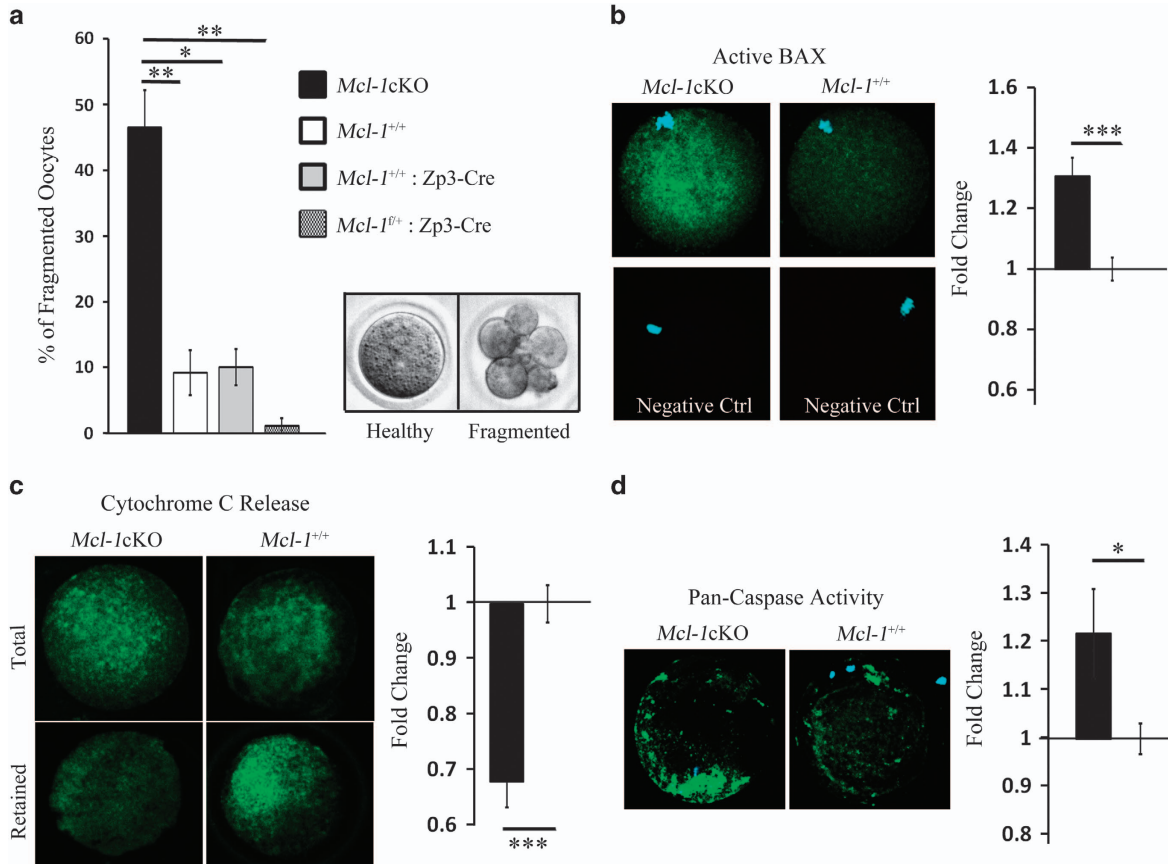 a
60
50
40
30
20
10
0
% of Fragmented Oocytes
**
*
**
Mcl-1cKO
Mcl-1+/+
Mcl-1+/+ : Zp3-Cre
Mcl-1f/+ : Zp3-Cre
Healthy Fragmented
b
Active BAX
Mcl-1cKO Mcl-1+/+
Negative Ctrl Negative Ctrl
Fold Change
1.6
1.4
1.2
1
0.8
0.6
***
c
Cytochrome C Release
Mcl-1cKO Mcl-1+/+
Total
Retained
Fold Change
1.1
1
0.9
0.8
0.7
0.6
***
d
Pan-Caspase Activity
Mcl-1cKO Mcl-1+/+
Fold Change
1.4
1.3
1.2
1.1
1
0.9
0.8
*